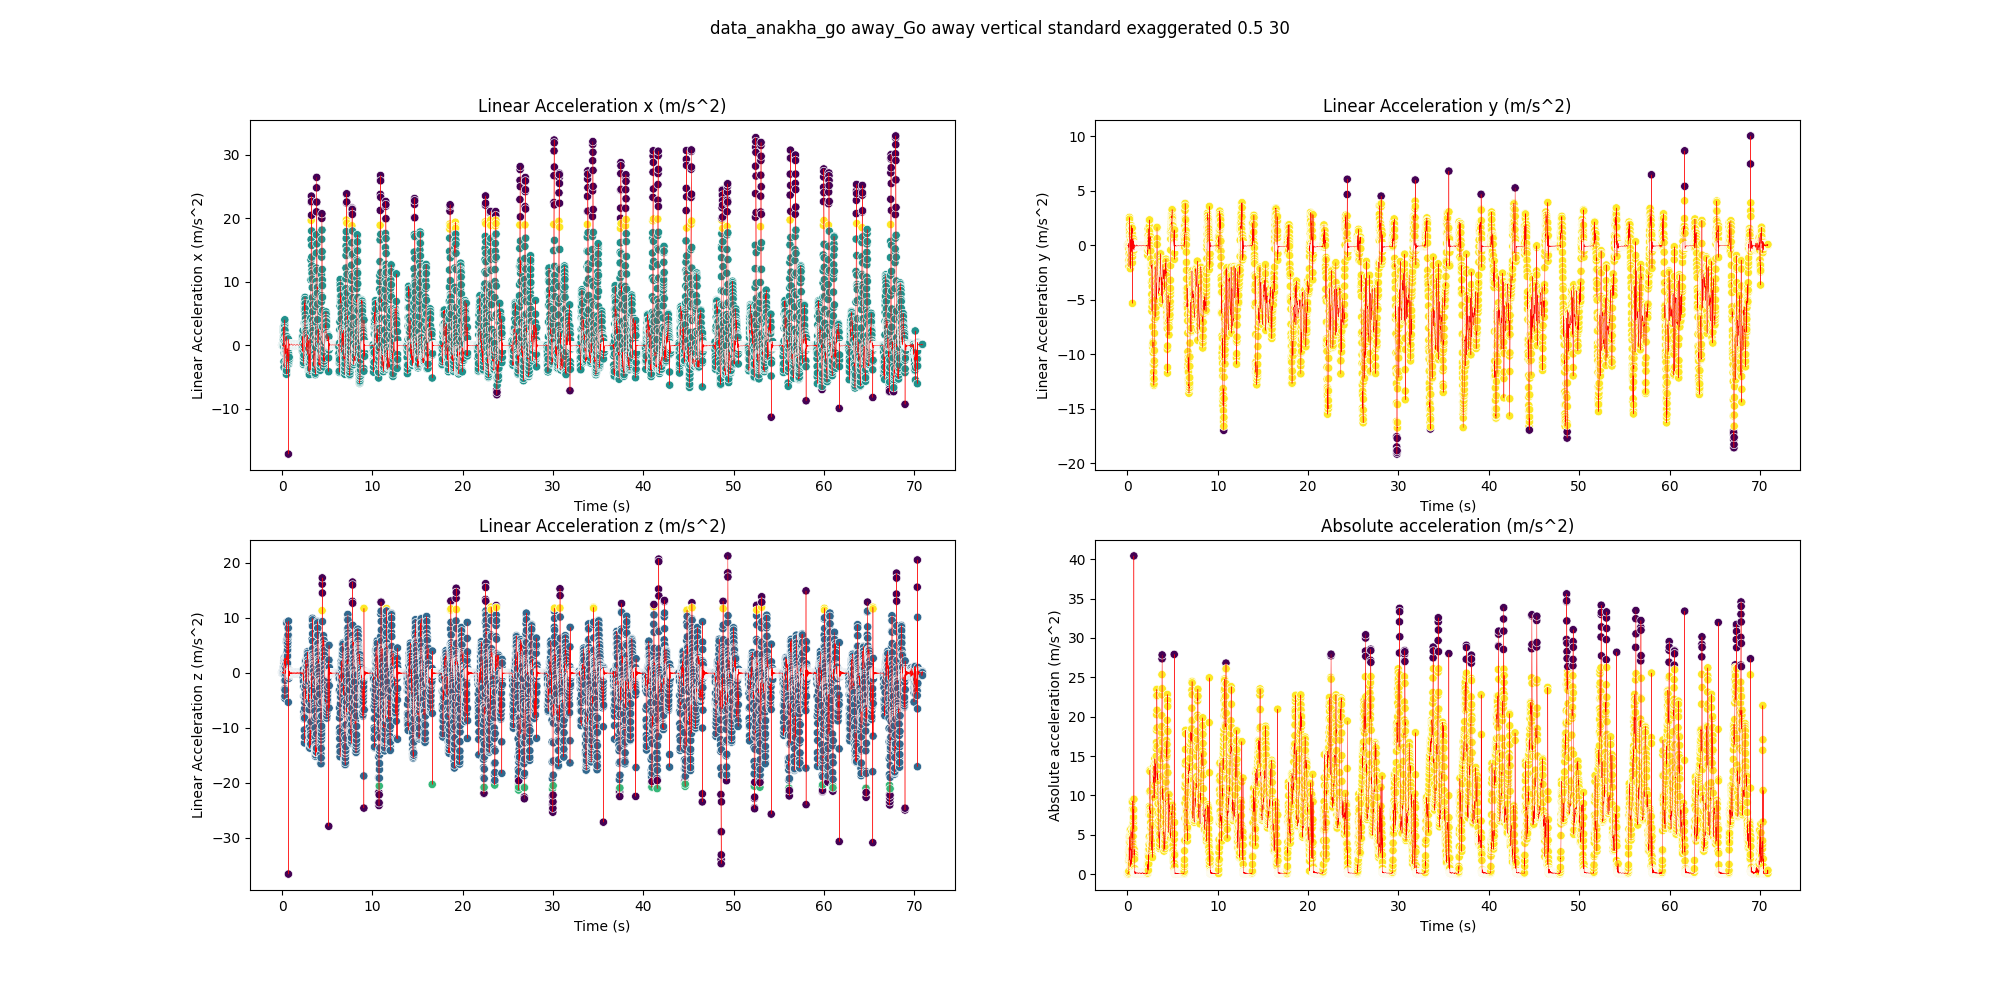 data_anakha_go away_Go away vertical standard exaggerated 0.5 30
Linear Acceleration x (m/s^2)
Linear Acceleration x (m/s^2)
30
20
10
0
−10
0 10 20 30 40 50 60 70
Time (s)
Linear Acceleration y (m/s^2)
Linear Acceleration y (m/s^2)
10
5
0
−5
−10
−15
−20
0 10 20 30 40 50 60 70
Time (s)
Linear Acceleration z (m/s^2)
Linear Acceleration z (m/s^2)
20
10
0
−10
−20
−30
0 10 20 30 40 50 60 70
Time (s)
Absolute acceleration (m/s^2)
Absolute acceleration (m/s^2)
40
35
30
25
20
15
10
5
0
0 10 20 30 40 50 60 70
Time (s)